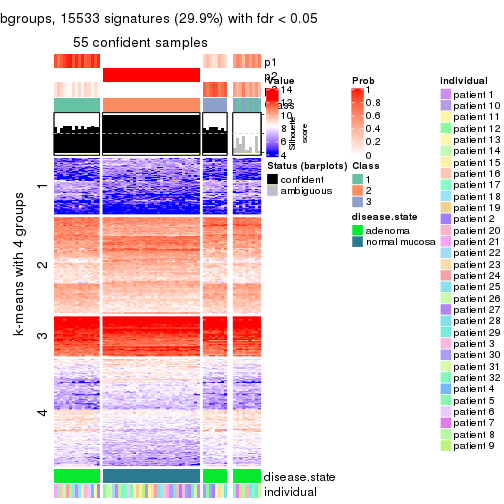 bgroups, 15533 signatures (29.9%) with fdr < 0.05
55 confident samples
p1
p2
p3
Class
Silhouette
score
1
2
3
4
k-means with 4 groups
disease.state
individual
Value
14
12
10
8
6
4
Status (barplots)
confident
ambiguous
Prob
1
0.8
0.6
0.4
0.2
0
Class
1
2
3
disease.state
adenoma
normal mucosa
individual
patient 1
patient 10
patient 11
patient 12
patient 13
patient 14
patient 15
patient 16
patient 17
patient 18
patient 19
patient 2
patient 20
patient 21
patient 22
patient 23
patient 24
patient 25
patient 26
patient 27
patient 28
patient 29
patient 3
patient 30
patient 31
patient 32
patient 4
patient 5
patient 6
patient 7
patient 8
patient 9